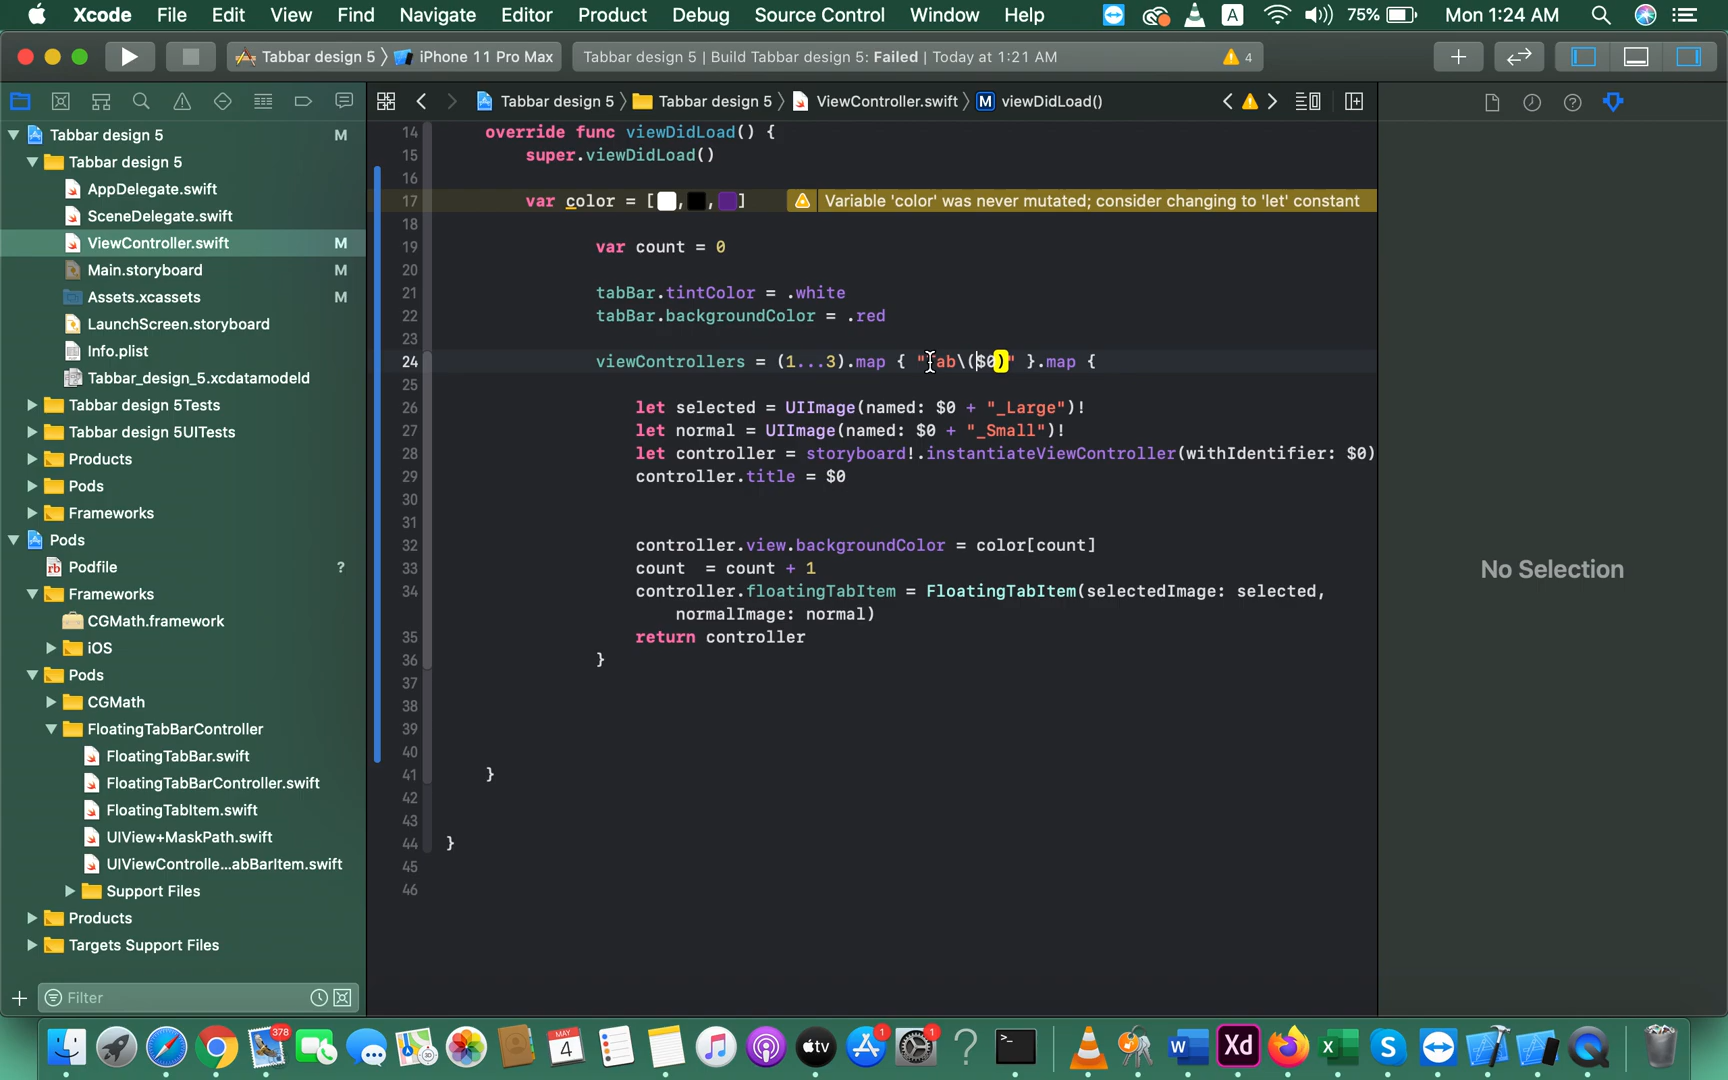 Xcode File Edit View Find Navigate Editor Product Debug Source Control Window Help A 75% Mon 1:24 AM
Tabbar design 5 iPhone 11 Pro Max Tabbar design 5 | Build Tabbar design 5: Failed | Today at 1:21 AM 4
Tabbar design 5 Tabbar design 5 ViewController.swift M viewDidLoad()
Tabbar design 5 M
Tabbar design 5
AppDelegate.swift
SceneDelegate.swift
ViewController.swift M
Main.storyboard M
Assets.xcassets M
LaunchScreen.storyboard
Info.plist
Tabbar_design_5.xcdatamodeld
Tabbar design 5Tests
Tabbar design 5UITests
Products
Pods
Frameworks
Pods
rb Podfile ?
Frameworks
CGMath.framework
iOS
Pods
CGMath
FloatingTabBarController
FloatingTabBar.swift
FloatingTabBarController.swift
FloatingTabItem.swift
UIView+MaskPath.swift
UIViewControlle...abBarItem.swift
Support Files
Products
Targets Support Files
Filter
14 override func viewDidLoad() {
15 super.viewDidLoad()
16
17 var color = [ , , ] Variable 'color' was never mutated; consider changing to 'let' constant
18
19 var count = 0
20
21 tabBar.tintColor = .white
22 tabBar.backgroundColor = .red
23
24 viewControllers = (1...3).map { "Tab\($0)" }.map {
25
26 let selected = UIImage(named: $0 + "_Large")!
27 let normal = UIImage(named: $0 + "_Small")!
28 let controller = storyboard!.instantiateViewController(withIdentifier: $0)
29 controller.title = $0
30
31
32 controller.view.backgroundColor = color[count]
33 count  = count + 1
34 controller.floatingTabItem = FloatingTabItem(selectedImage: selected,
normalImage: normal)
35 return controller
36 }
37
38
39
40
41 }
42
43
44 }
45
46
No Selection
378 MAY 4 tv 1 1 ? >_ W Xd X S